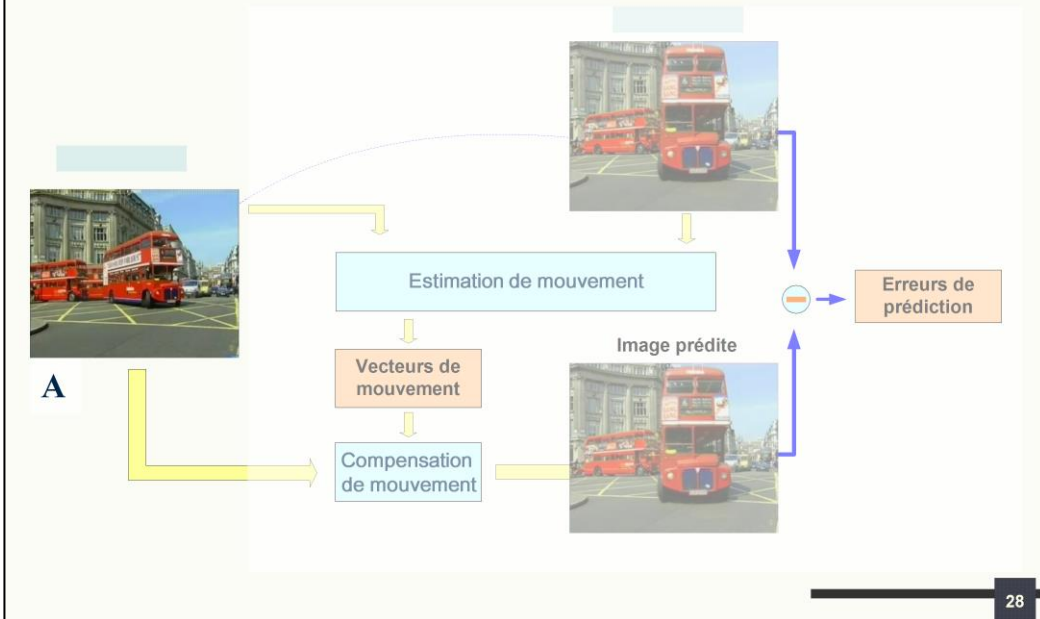 Estimation de mouvement
Erreurs de
prédiction
Image prédite
Vecteurs de
mouvement
A
Compensation
de mouvement
28